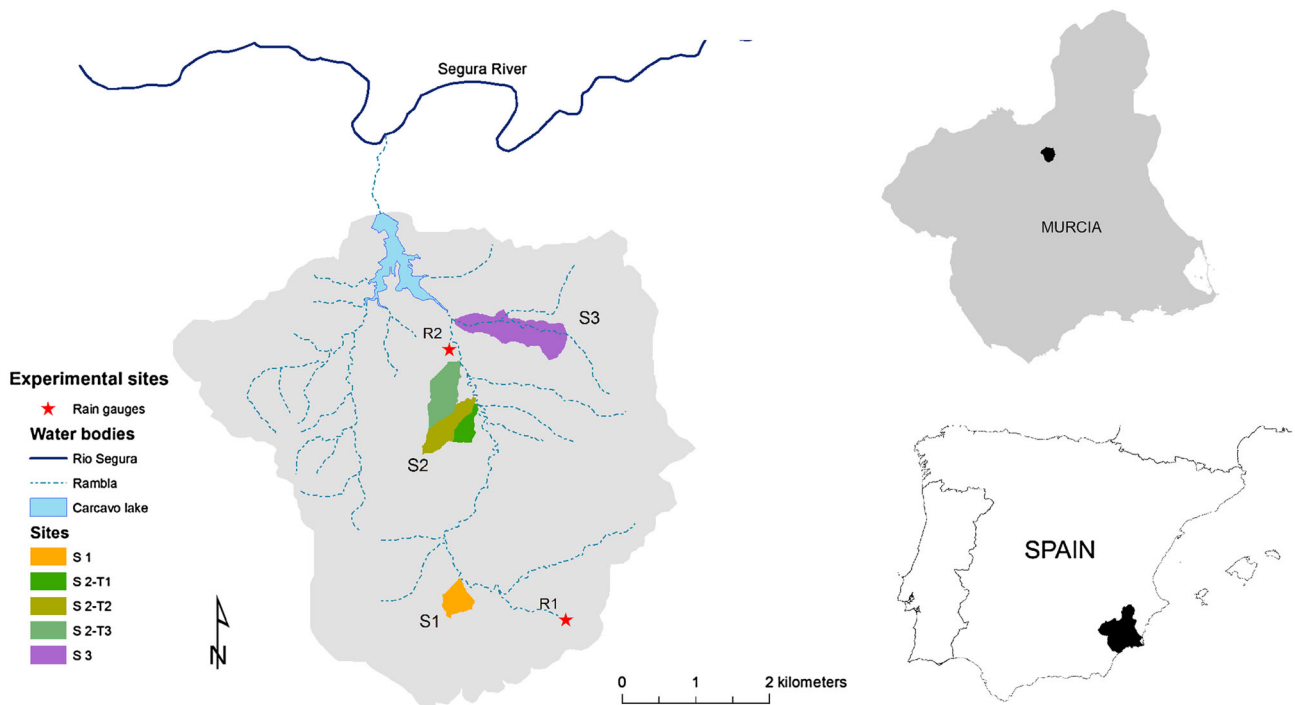 Segura River
MURCIA
S3
R2
Experimental sites
Rain gauges
Water bodies
Rio Segura
S2
Rambla
Carcavo lake
Sites
S 1
S 2-T1
S 2-T2
S 2-T3
S 3
SPAIN
R1
S1
N
0 1 2 kilometers